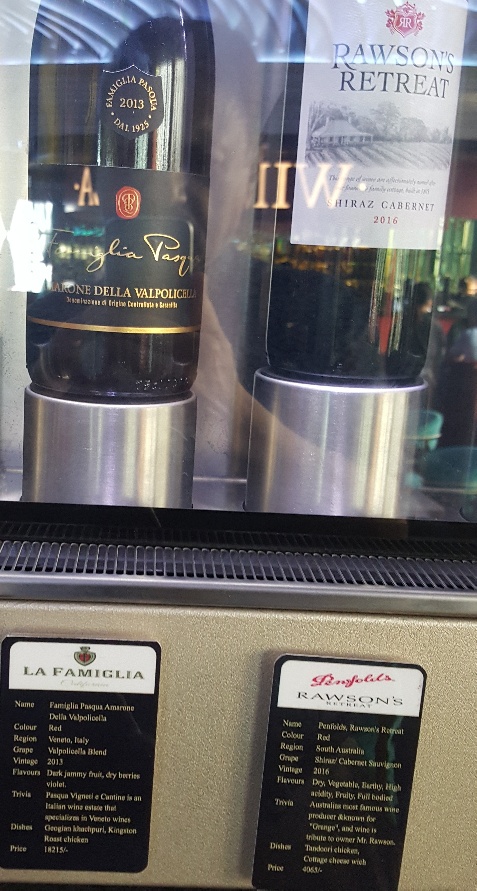 FAMIGLIA PASQUA
2013
DAL 1925
Famiglia Pasqu
MARONE DELLA VALPOLICELLA
Denominazione di Origine Controllata e Garantita
RR
RAWSON'S
RETREAT
SHIRAZ CABERNET
2016
LA FAMIGLIA
Name Famiglia Pasqua Amarone
Della Valpolicella
Colour Red
Region Veneto, Italy
Grape Valpolicella Blend
Vintage 2013
Flavours Dark jammy fruit, dry berries
violet.
Trivia Pasqua Vigneti e Cantine is an
Italian wine estate that
specializes in Veneto wines
Dishes Geogian khachpuri, Kingston
Roast chicken
Price 18215/-
Penfolds
RAWSON'S
RETREAT
Name Penfolds, Rawson's Retreat
Colour Red
Region South Australia
Grape Shiraz/ Cabernet Sauvignon
Vintage 2016
Flavours Dry, Vegetable, Earthy, High
acidity, Fruity, Full bodied
Trivia Australia most famous wine
producer &known for
"Grange", and wine is
tribute to owner Mr. Rawson.
Dishes Tandoori chicken,
Cottage cheese with
Price 4065/-